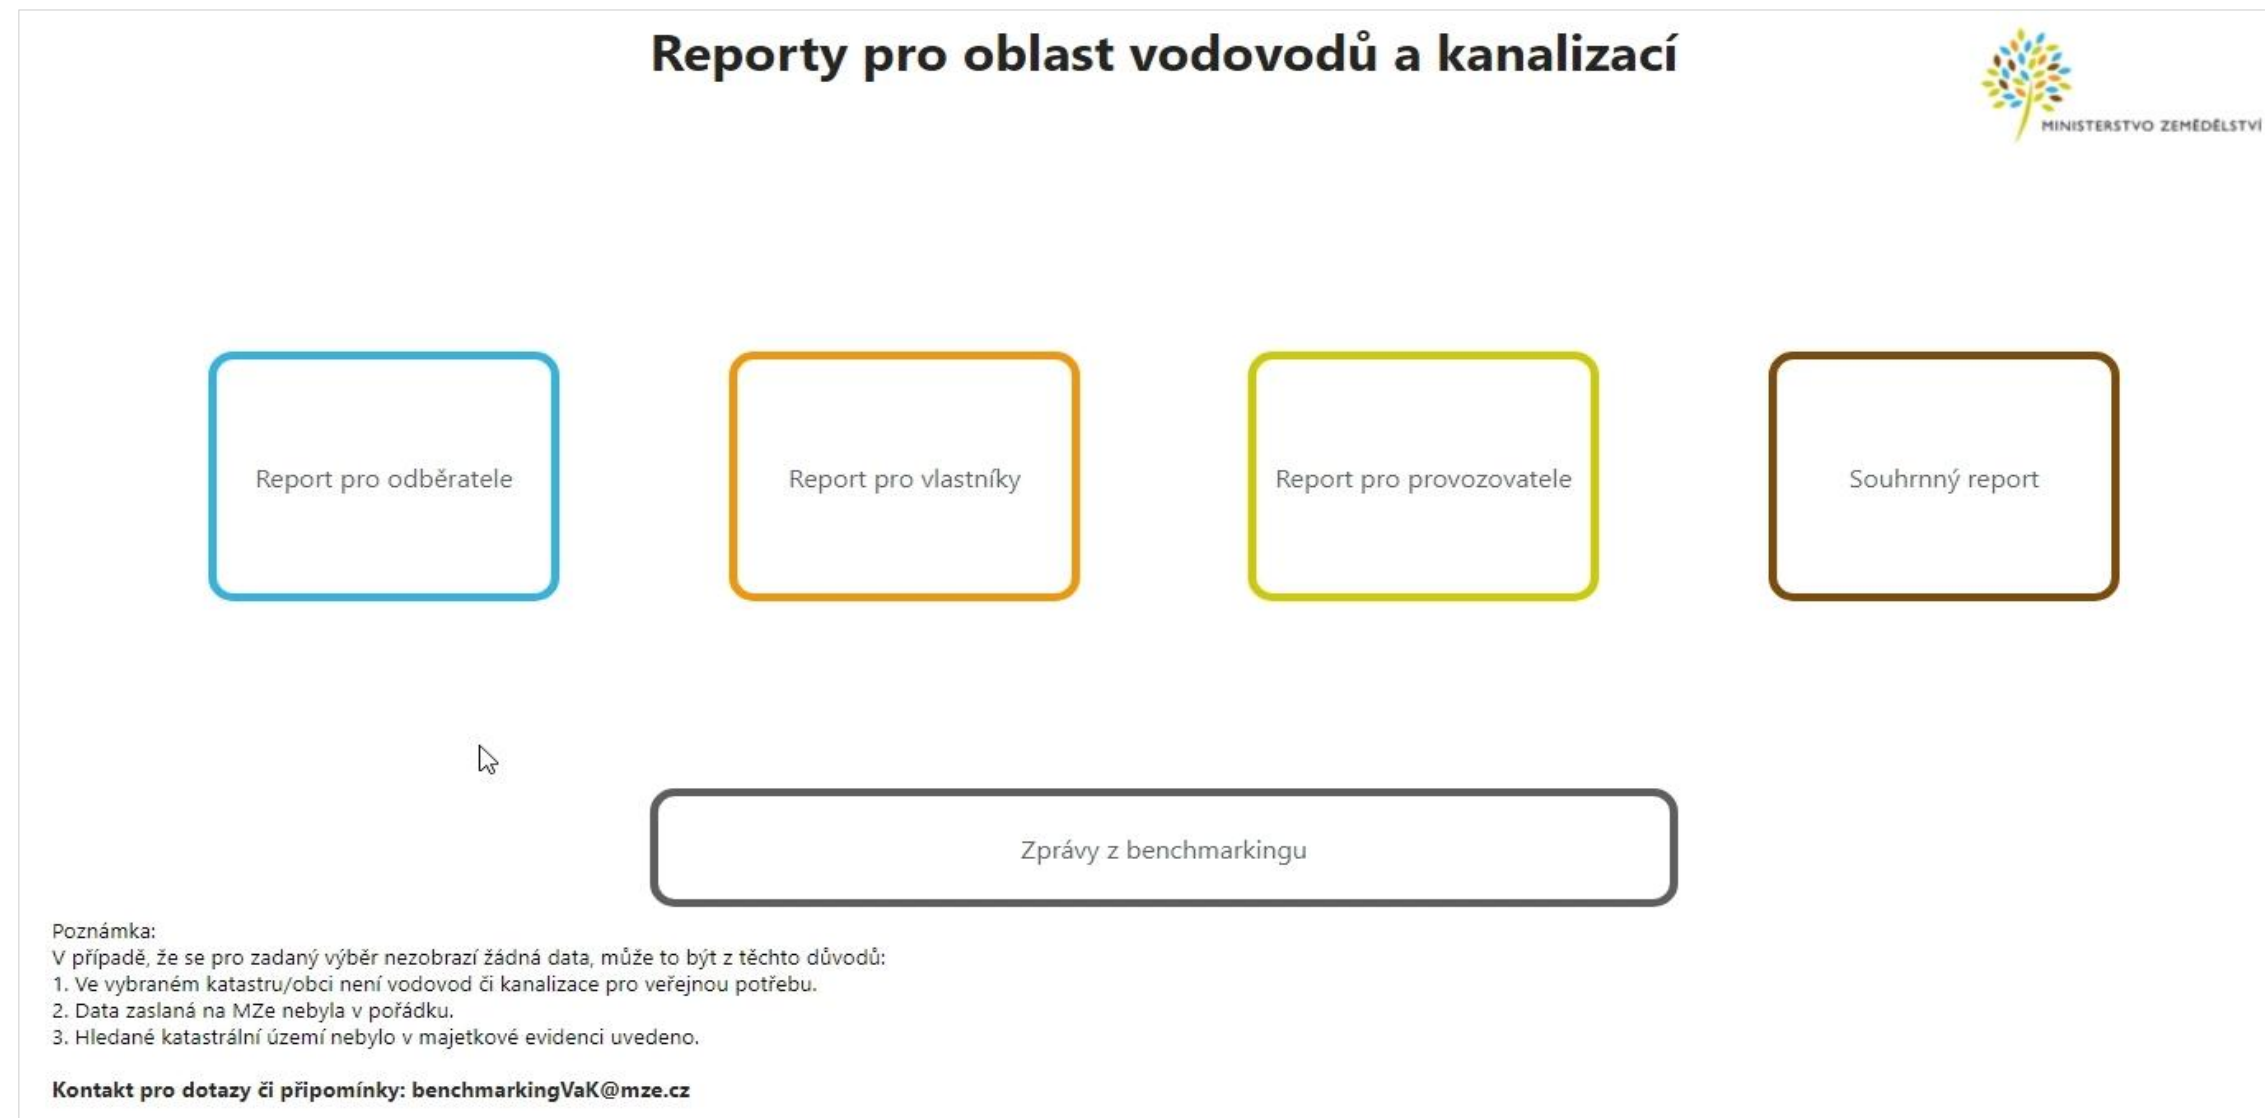 Reporty pro oblast vodovodů a kanalizací
MINISTERSTVO ZEMĚDĚLSTVÍ
Report pro odběratele
Report pro vlastníky
Report pro provozovatele
Souhrnný report
Zprávy z benchmarkingu
Poznámka:
V případě, že se pro zadaný výběr nezobrazí žádná data, může to být z těchto důvodů:
1. Ve vybraném katastru/obci není vodovod či kanalizace pro veřejnou potřebu.
2. Data zaslaná na MZe nebyla v pořádku.
3. Hledané katastrální území nebylo v majetkové evidenci uvedeno.
Kontakt pro dotazy či připomínky: benchmarkingVaK@mze.cz